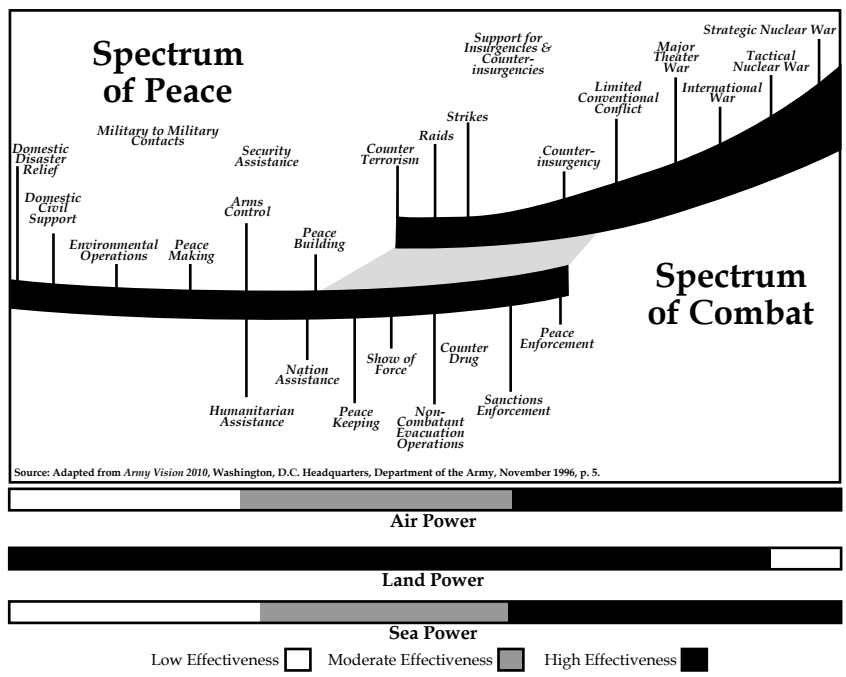 Spectrum
of Peace
Support for
Insurgencies &
Counter-
insurgencies
Strategic Nuclear War
Major
Theater
War
Tactical
Nuclear War
International
War
Limited
Conventional
Conflict
Strikes
Raids
Military to Military
Contacts
Domestic
Disaster
Relief
Security
Assistance
Counter
Terrorism
Counter-
insurgency
Domestic
Civil
Support
Arms
Control
Environmental
Operations
Peace
Making
Peace
Building
Spectrum
of Combat
Nation
Assistance
Show of
Force
Counter
Drug
Peace
Enforcement
Humanitarian
Assistance
Peace
Keeping
Non-
Combatant
Evacuation
Operations
Sanctions
Enforcement
Source: Adapted from Army Vision 2010, Washington, D.C. Headquarters, Department of the Army, November 1996, p. 5.
Air Power
Land Power
Sea Power
Low Effectiveness
Moderate Effectiveness
High Effectiveness